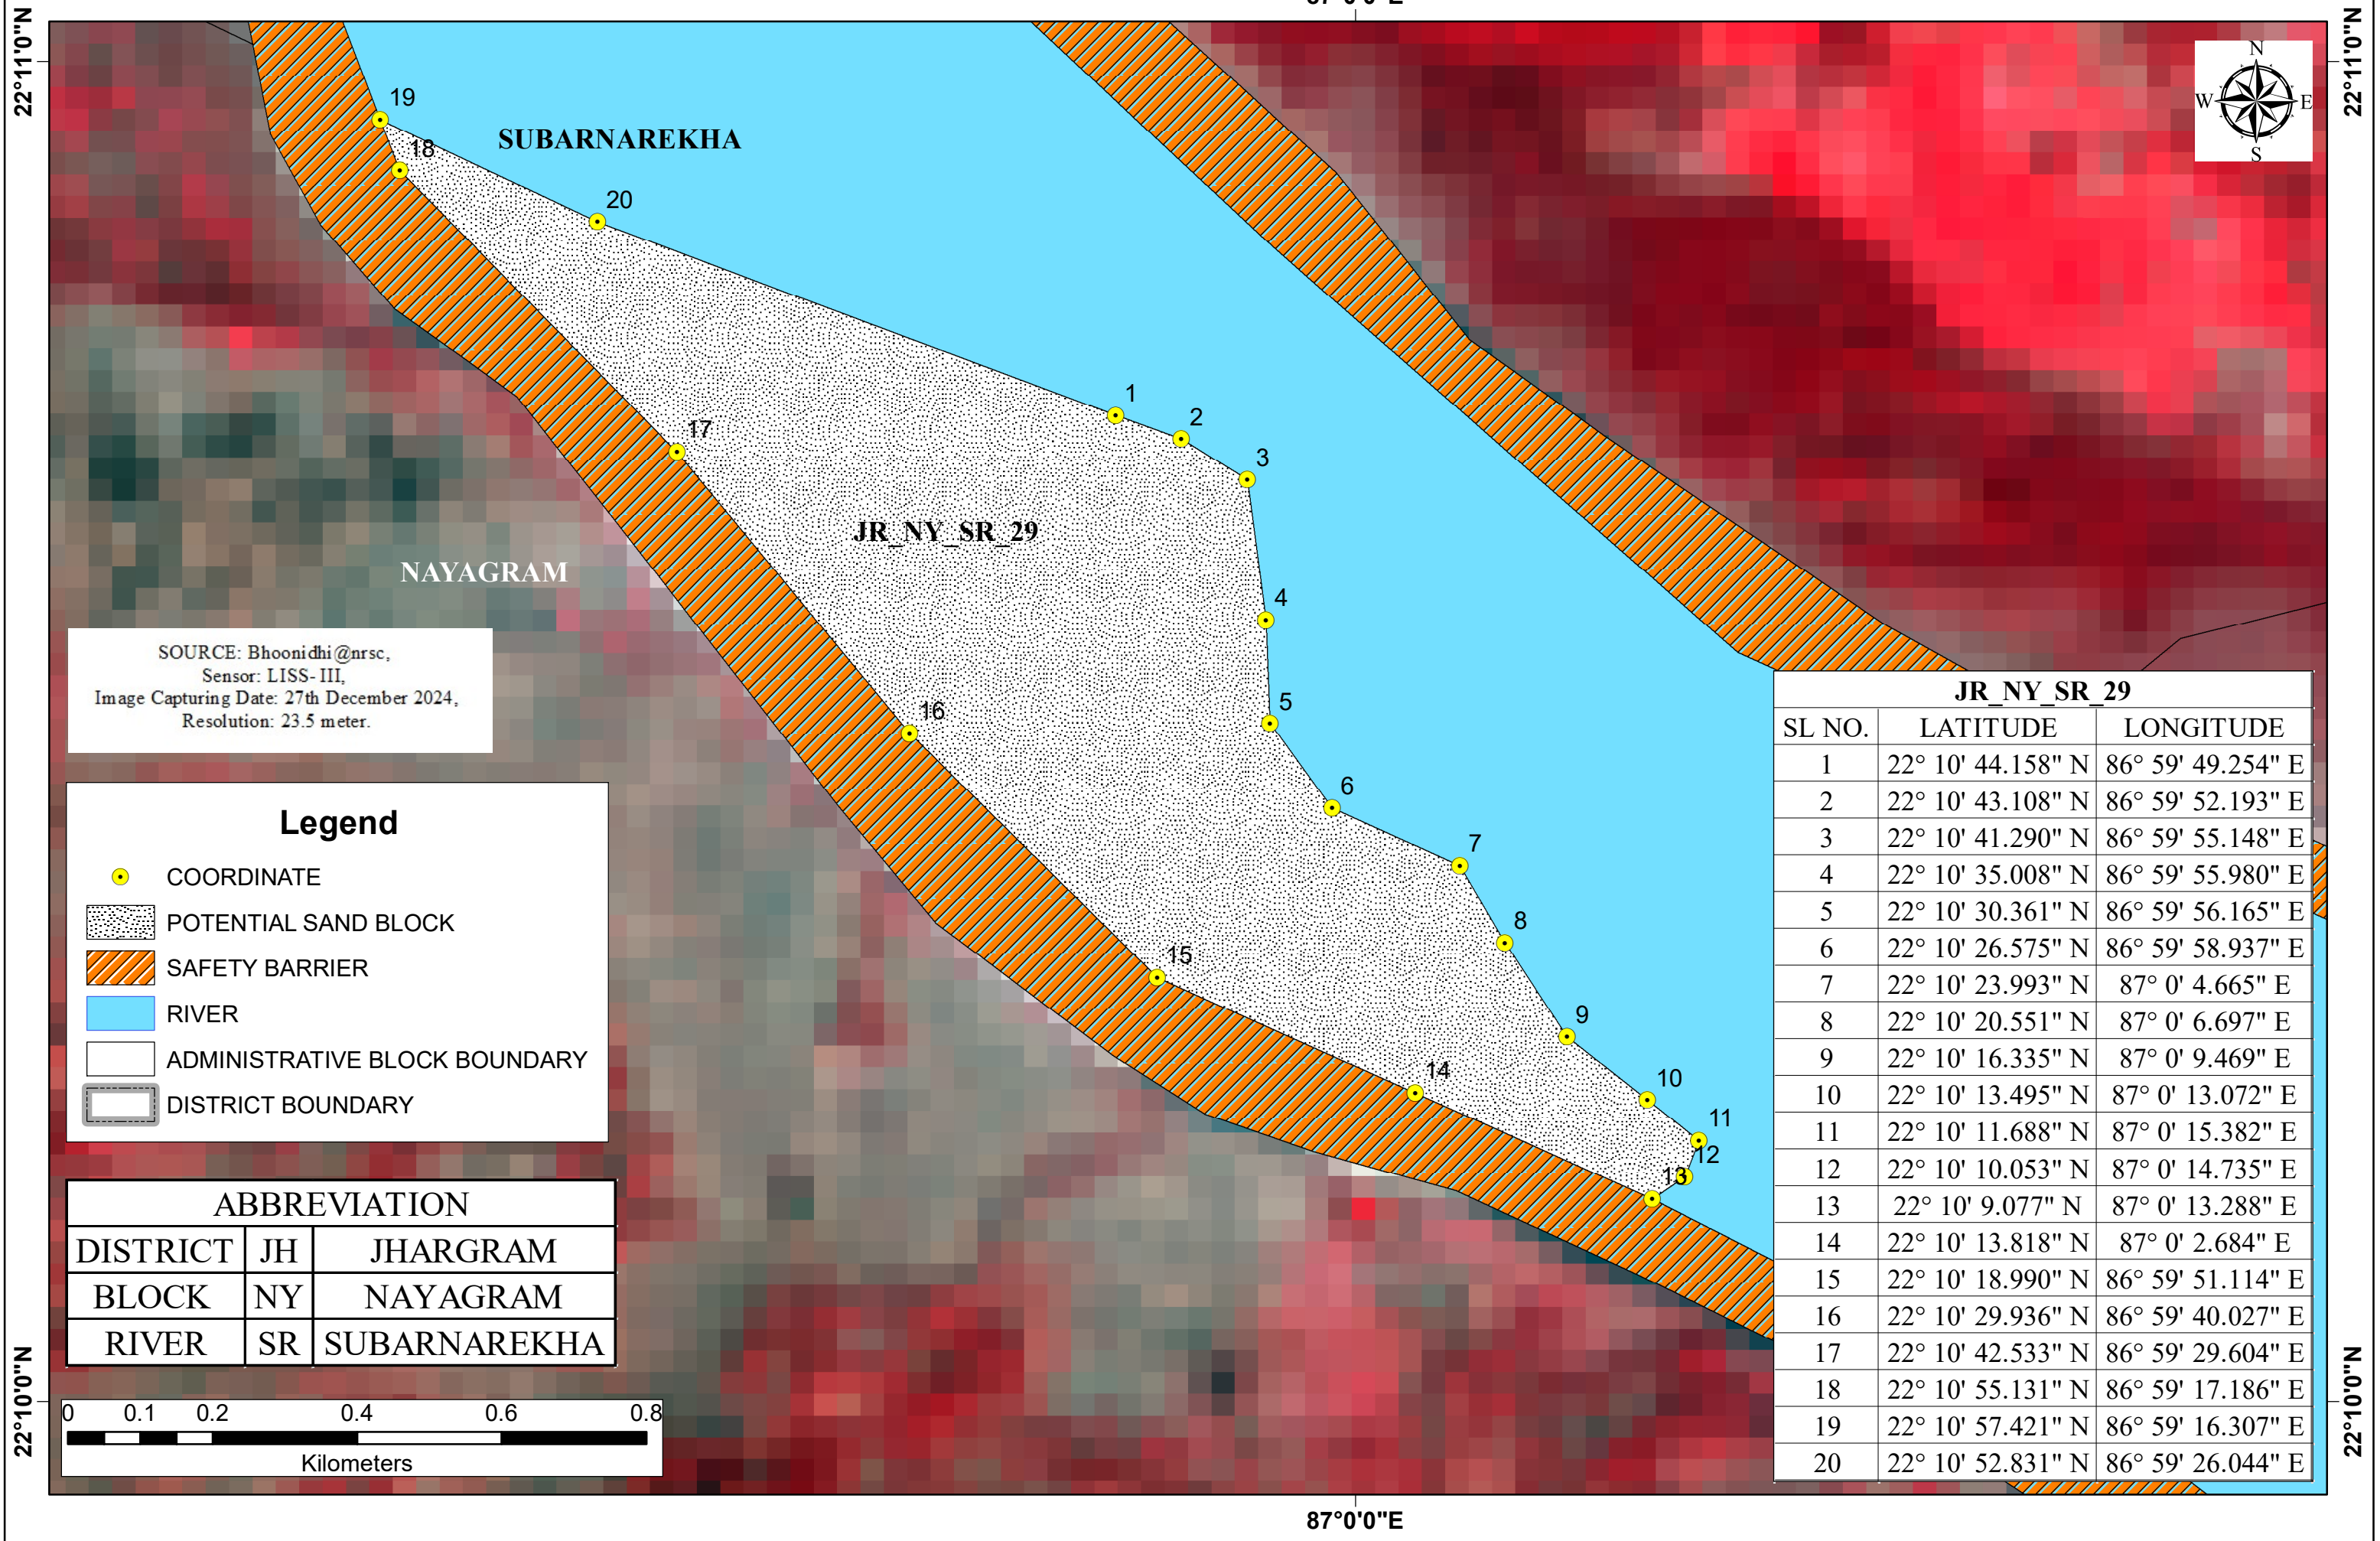 22°11'0"N
22°11'0"N
N
W E
S
19
SUBARNAREKHA
18
20
1
2
17
3
JR_NY_SR_29
NAYAGRAM
4
SOURCE: Bhoonidhi@nrsc,
Sensor: LISS-III,
Image Capturing Date: 27th December 2024,
Resolution: 23.5 meter.
5
16
6
7
8
15
9
14
10
11
12
13
Legend
COORDINATE
POTENTIAL SAND BLOCK
SAFETY BARRIER
RIVER
ADMINISTRATIVE BLOCK BOUNDARY
DISTRICT BOUNDARY
ABBREVIATION
DISTRICT JH JHARGRAM
BLOCK NY NAYAGRAM
RIVER SR SUBARNAREKHA
0 0.1 0.2 0.4 0.6 0.8
Kilometers
JR_NY_SR_29
SL NO. LATITUDE LONGITUDE
1 22° 10' 44.158" N 86° 59' 49.254" E
2 22° 10' 43.108" N 86° 59' 52.193" E
3 22° 10' 41.290" N 86° 59' 55.148" E
4 22° 10' 35.008" N 86° 59' 55.980" E
5 22° 10' 30.361" N 86° 59' 56.165" E
6 22° 10' 26.575" N 86° 59' 58.937" E
7 22° 10' 23.993" N 87° 0' 4.665" E
8 22° 10' 20.551" N 87° 0' 6.697" E
9 22° 10' 16.335" N 87° 0' 9.469" E
10 22° 10' 13.495" N 87° 0' 13.072" E
11 22° 10' 11.688" N 87° 0' 15.382" E
12 22° 10' 10.053" N 87° 0' 14.735" E
13 22° 10' 9.077" N 87° 0' 13.288" E
14 22° 10' 13.818" N 87° 0' 2.684" E
15 22° 10' 18.990" N 86° 59' 51.114" E
16 22° 10' 29.936" N 86° 59' 40.027" E
17 22° 10' 42.533" N 86° 59' 29.604" E
18 22° 10' 55.131" N 86° 59' 17.186" E
19 22° 10' 57.421" N 86° 59' 16.307" E
20 22° 10' 52.831" N 86° 59' 26.044" E
22°10'0"N
22°10'0"N
87°0'0"E